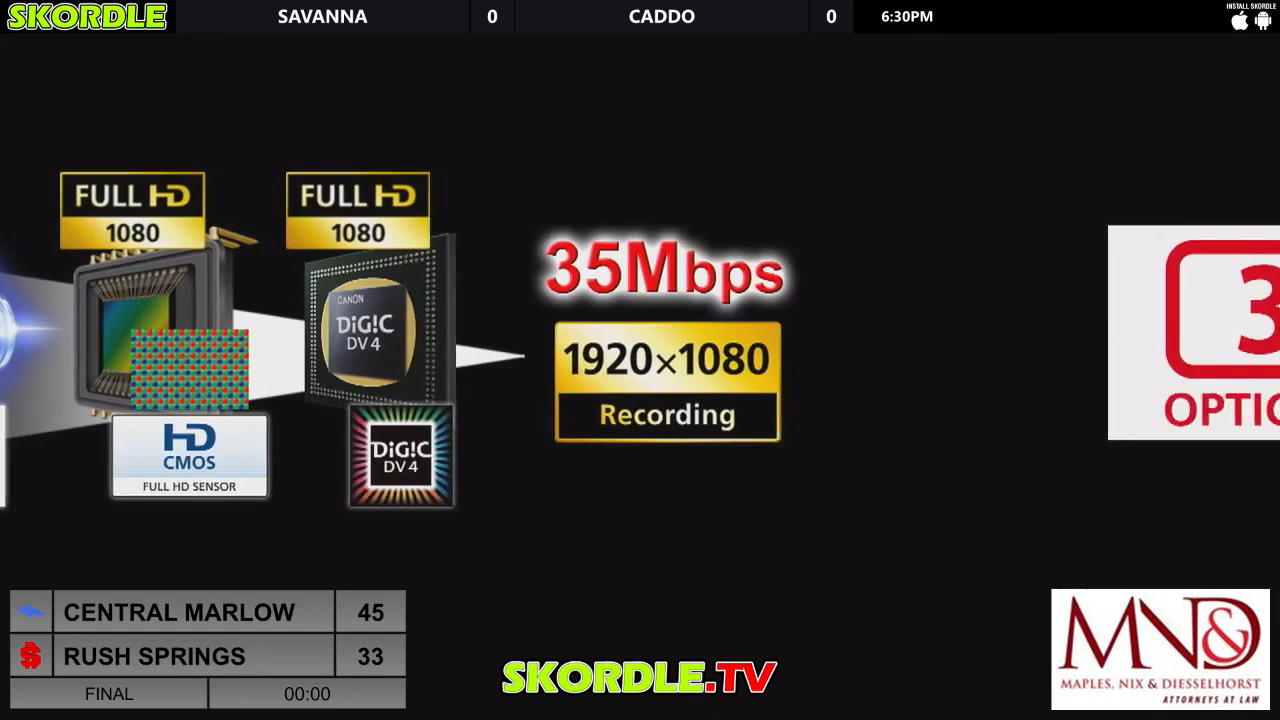 SKORDLE
SAVANNA 0 CADDO 0 6:30PM
INSTALL SKORDLE
FULL HD
1080
FULL HD
1080
35Mbps
CANON
DiG!C
DV 4
1920×1080
Recording
HD
CMOS
FULL HD SENSOR
DiG!C
DV 4
3
OPTIC
CENTRAL MARLOW 45
RUSH SPRINGS 33
FINAL 00:00
SKORDLE.TV
MN&D
MAPLES, NIX & DIESSELHORST
ATTORNEYS AT LAW